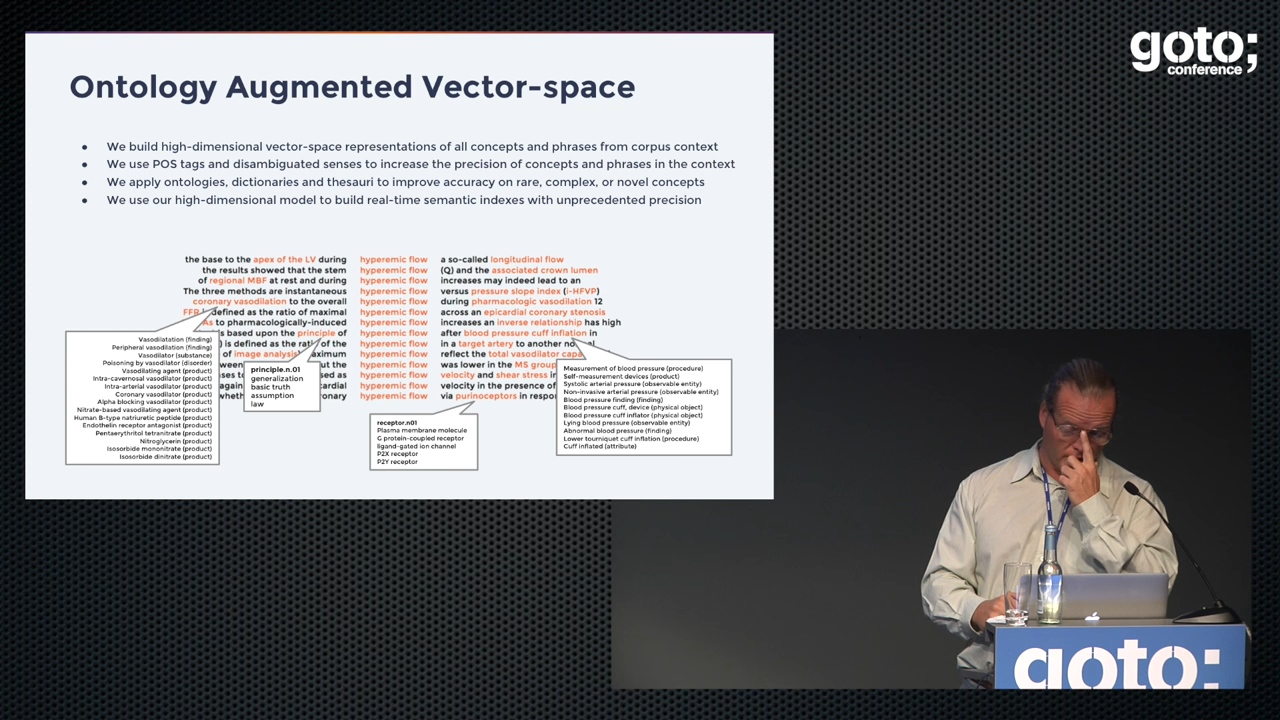 goto;
conference
Ontology Augmented Vector-space
● We build high-dimensional vector-space representations of all concepts and phrases from corpus context
● We use POS tags and disambiguated senses to increase the precision of concepts and phrases in the context
● We apply ontologies, dictionaries and thesauri to improve accuracy on rare, complex, or novel concepts
● We use our high-dimensional model to build real-time semantic indexes with unprecedented precision
the base to the apex of the LV during hyperemic flow a so-called longitudinal flow
the results showed that the stem hyperemic flow (Q) and the associated crown lumen
of regional MBF at rest and during hyperemic flow increases may indeed lead to an
The three methods are instantaneous hyperemic flow versus pressure slope index (i-HFVP)
coronary vasodilation to the overall hyperemic flow during pharmacologic vasodilation 12
FFR defined as the ratio of maximal hyperemic flow across an epicardial coronary stenosis
As to pharmacologically-induced hyperemic flow increases an inverse relationship has high
is based upon the principle of hyperemic flow after blood pressure cuff inflation in
) is defined as the ratio of the hyperemic flow in a target artery to another
of image analysis hyperemic flow reflect the total vasodilator
the hyperemic flow was lower in the MS group
as hyperemic flow velocity and shear stress
hyperemic flow velocity in the presence of
hyperemic flow via purinoceptors in
Vasodilatation (finding)
Peripheral vasodilation (finding)
Vasodilator (substance)
Poisoning by vasodilator (disorder)
Vasodilating agent (product)
Intra-cavernosal vasodilator (product)
Intra-arterial vasodilator (product)
Coronary vasodilator (product)
Alpha blocking vasodilator (product)
Nitrate-based vasodilating agent (product)
Human B-type natriuretic peptide (product)
Endothelin receptor antagonist (product)
Pentaerythritol tetranitrate (product)
Nitroglycerin (product)
Isosorbide mononitrate (product)
Isosorbide dinitrate (product)
principle.n.01
generalization
basic truth
assumption
law
receptor.n01
Plasma membrane molecule
G protein-coupled receptor
ligand-gated ion channel
P2X receptor
P2Y receptor
Measurement of blood pressure (procedure)
Self-measurement devices (product)
Systolic arterial pressure (observable entity)
Non-invasive arterial pressure (observable entity)
Blood pressure finding (finding)
Blood pressure cuff, device (physical object)
Blood pressure cuff inflator (physical object)
Lying blood pressure (observable entity)
Abnormal blood pressure (finding)
Lower tourniquet cuff inflation (procedure)
Cuff inflated (attribute)
goto;